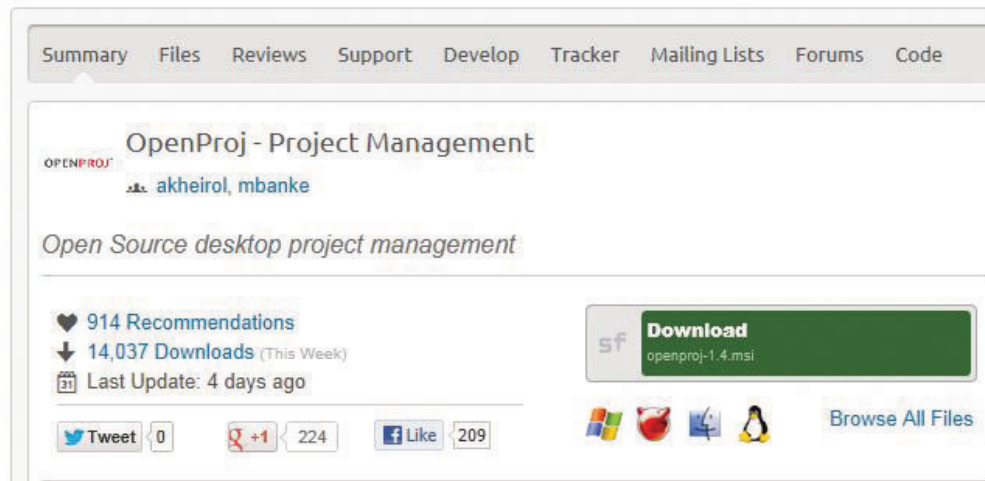 Summary Files Reviews Support Develop Tracker Mailing Lists Forums Code
OpenProj - Project Management
OPENPROJ
akheirol, mbanke
Open Source desktop project management
914 Recommendations
14,037 Downloads (This Week)
31 Last Update: 4 days ago
Tweet 0
g +1 224
f Like 209
sf Download
openproj-1.4.msi
Browse All Files